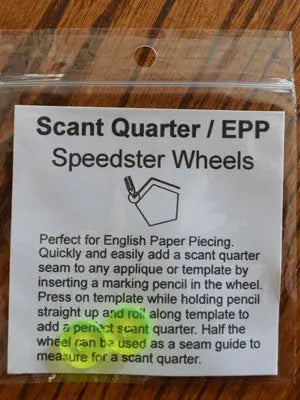 Scant Quarter / EPP
Speedster Wheels
Perfect for English Paper Piecing.
Quickly and easily add a scant quarter
seam to any applique or template by
inserting a marking pencil in the wheel.
Press on template while holding pencil
straight up and roll along template to
add a perfect scant quarter. Half the
wheel can be used as a seam guide to
measure for a scant quarter.